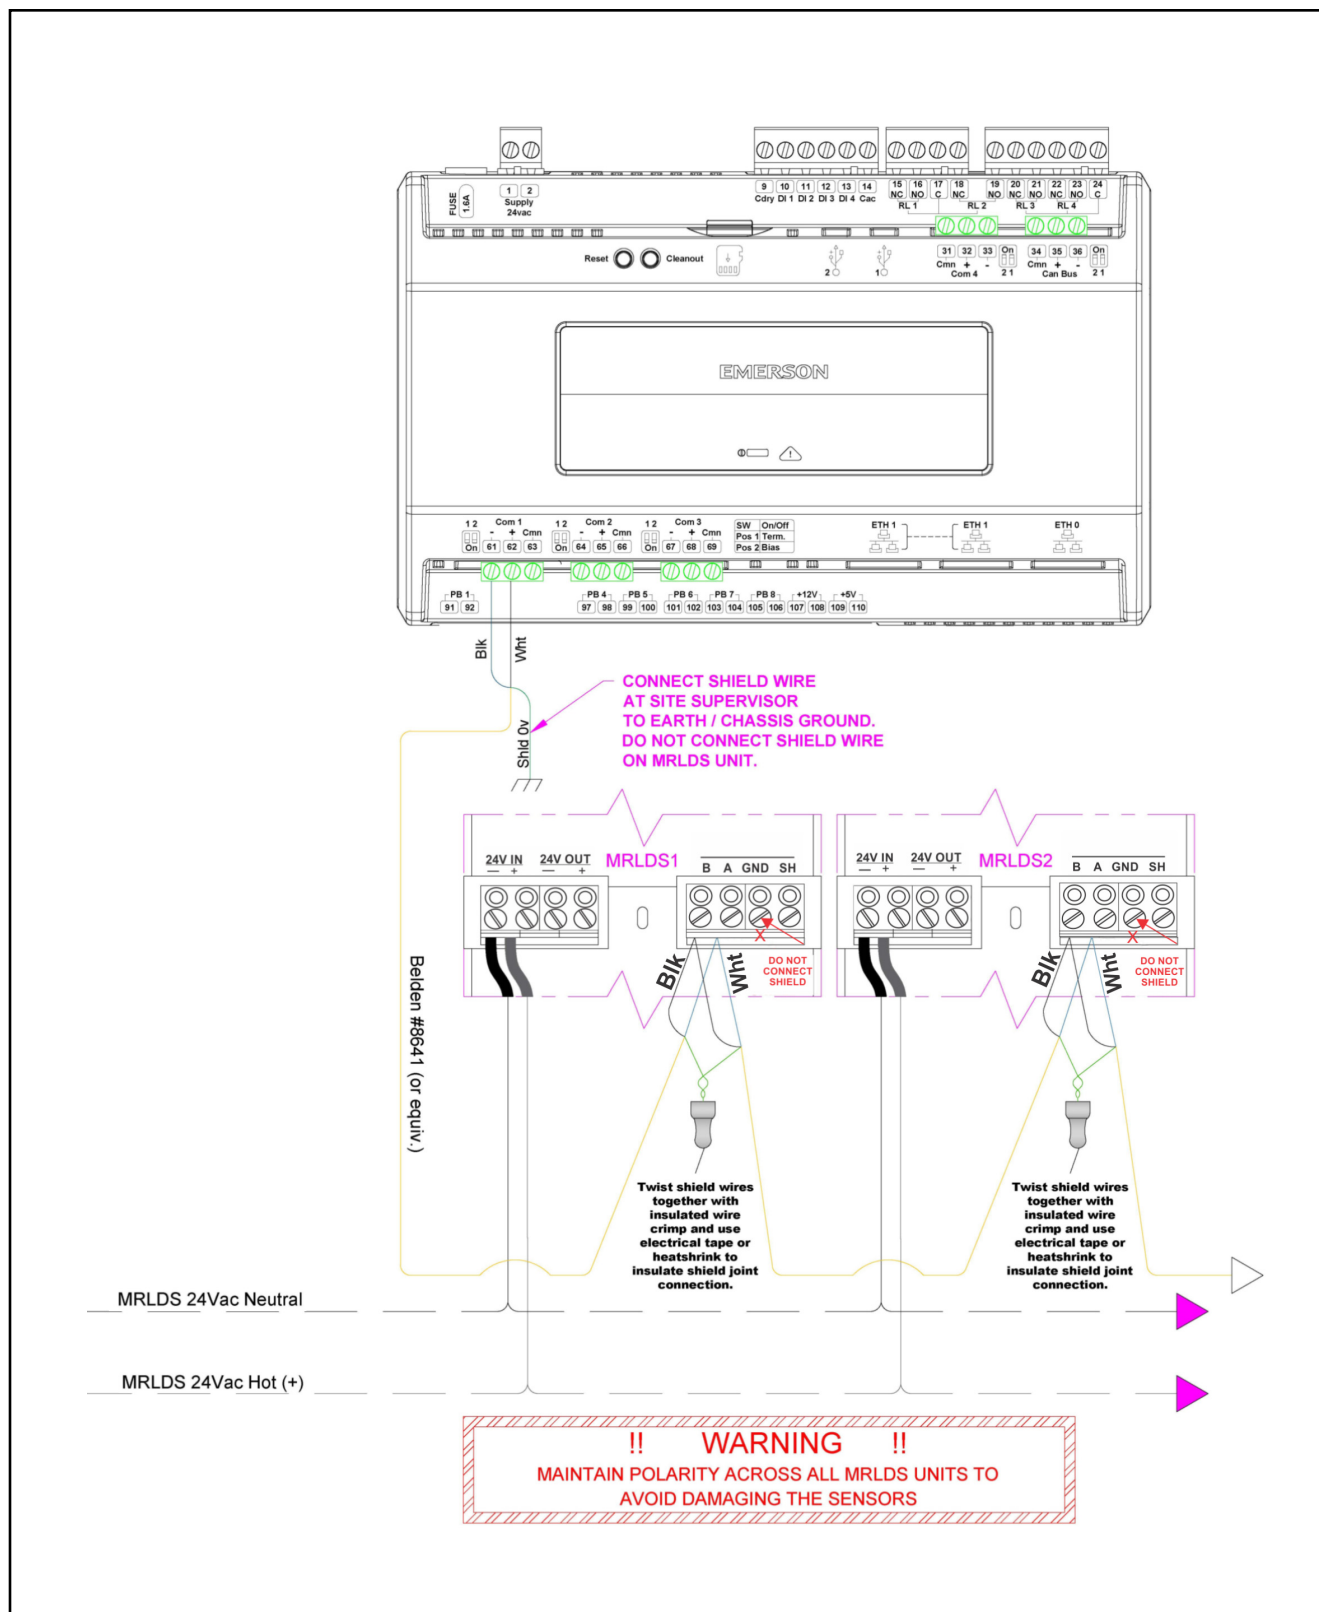 FUSE
1.6A
1 2
Supply
24vac
9 10 11 12 13 14
Cdry DI 1 DI 2 DI 3 DI 4 Cac
15 16 17 18 19 20 21 22 23 24
NC NO C NC NO NC NO NC NO C
RL 1 RL 2 RL 3 RL 4
Reset Cleanout
2 1
31 32 33 On
Cmn + -
Com 4 2 1
34 35 36 On
Cmn + -
Can Bus 2 1
EMERSON
1 2 Com 1
- + Cmn
On 61 62 63
1 2 Com 2
- + Cmn
On 64 65 66
1 2 Com 3
- + Cmn
On 67 68 69
SW On/Off
Pos 1 Term.
Pos 2 Bias
ETH 1 ETH 1 ETH 0
PB 1 PB 4 PB 5 PB 6 PB 7 PB 8 +12V +5V
91 92 97 98 99 100 101 102 103 104 105 106 107 108 109 110
Blk
Wht
Shld 0v
CONNECT SHIELD WIRE
AT SITE SUPERVISOR
TO EARTH / CHASSIS GROUND.
DO NOT CONNECT SHIELD WIRE
ON MRLDS UNIT.
24V IN 24V OUT MRLDS1
— + — +
B A GND SH
X
DO NOT
CONNECT
SHIELD
Blk
Wht
24V IN 24V OUT MRLDS2
— + — +
B A GND SH
X
DO NOT
CONNECT
SHIELD
Blk
Wht
Belden #8641 (or equiv.)
Twist shield wires
together with
insulated wire
crimp and use
electrical tape or
heatshrink to
insulate shield joint
connection.
Twist shield wires
together with
insulated wire
crimp and use
electrical tape or
heatshrink to
insulate shield joint
connection.
MRLDS 24Vac Neutral
MRLDS 24Vac Hot (+)
!! WARNING !!
MAINTAIN POLARITY ACROSS ALL MRLDS UNITS TO
AVOID DAMAGING THE SENSORS